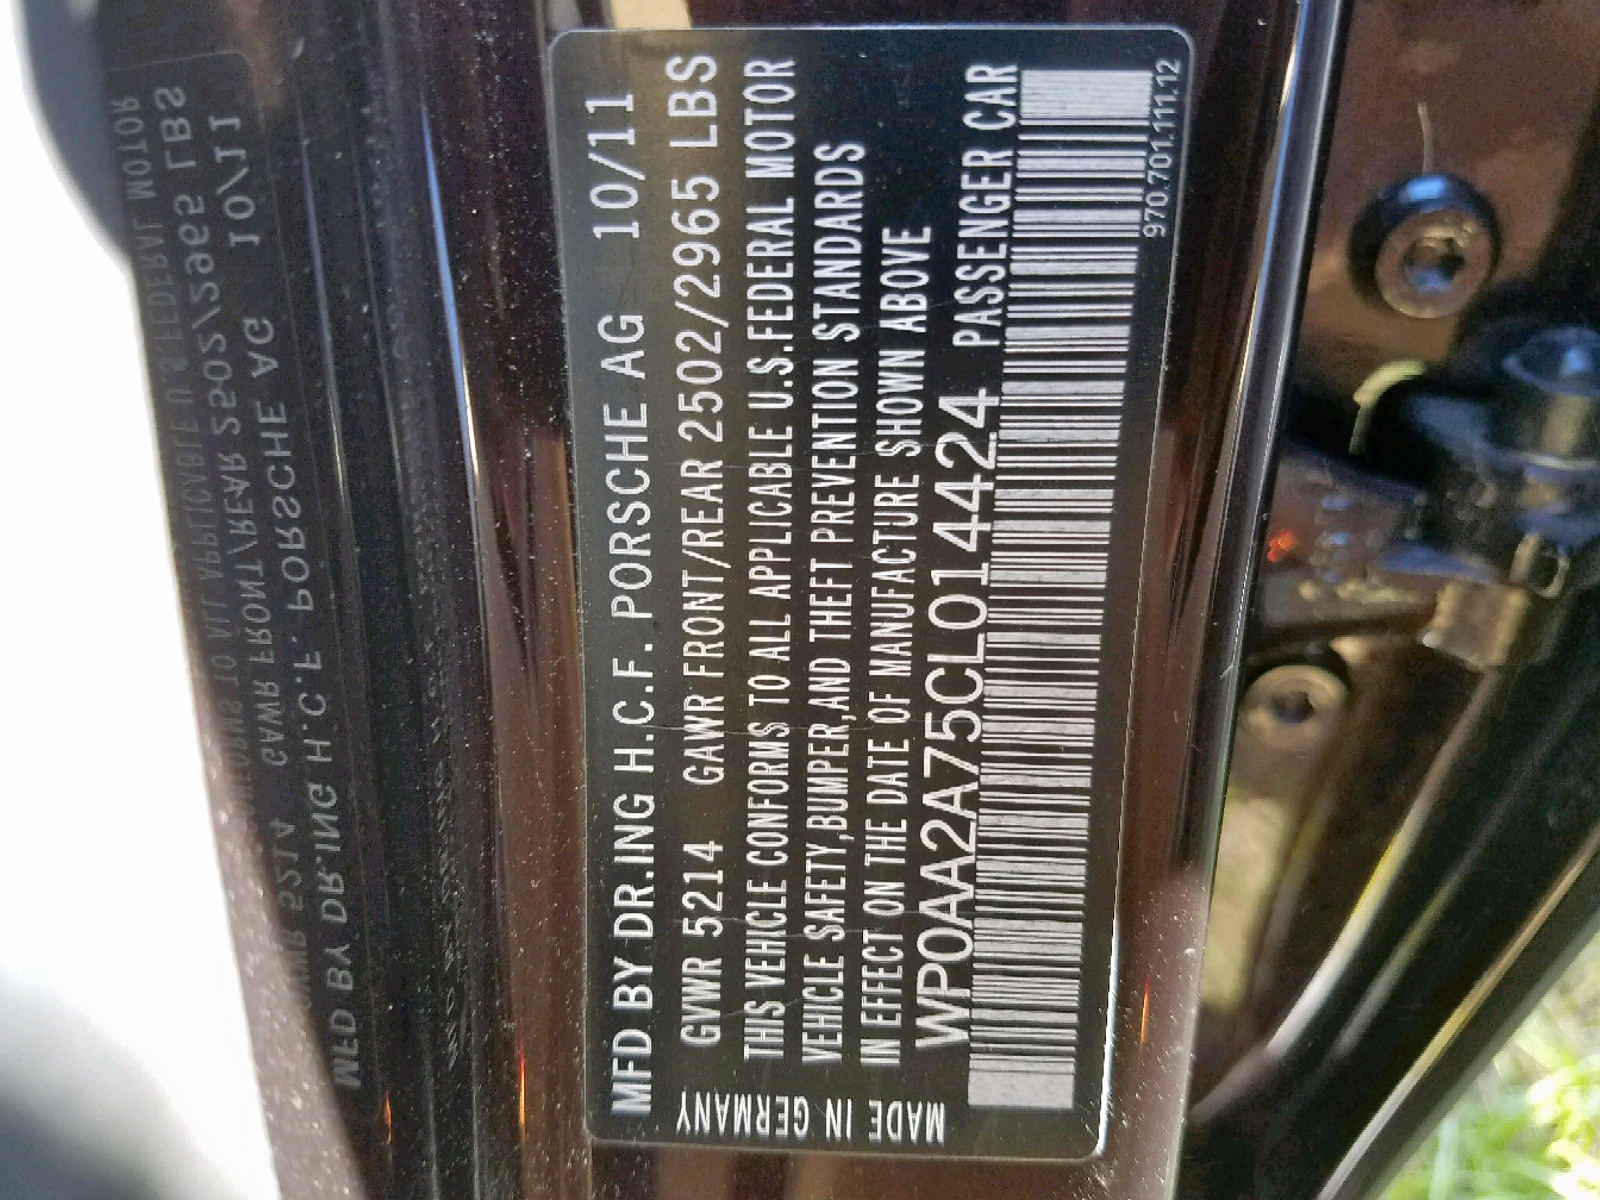 MFD BY DR.ING H.C.F. PORSCHE AG 10/11
GVWR 5214 GAWR FRONT/REAR 2502/2965 LBS
THIS VEHICLE CONFORMS TO ALL APPLICABLE U.S.FEDERAL MOTOR
VEHICLE SAFETY,BUMPER,AND THEFT PREVENTION STANDARDS
IN EFFECT ON THE DATE OF MANUFACTURE SHOWN ABOVE
WP0AA2A75CL014424 PASSENGER CAR
970.701.111.12
MADE IN GERMANY